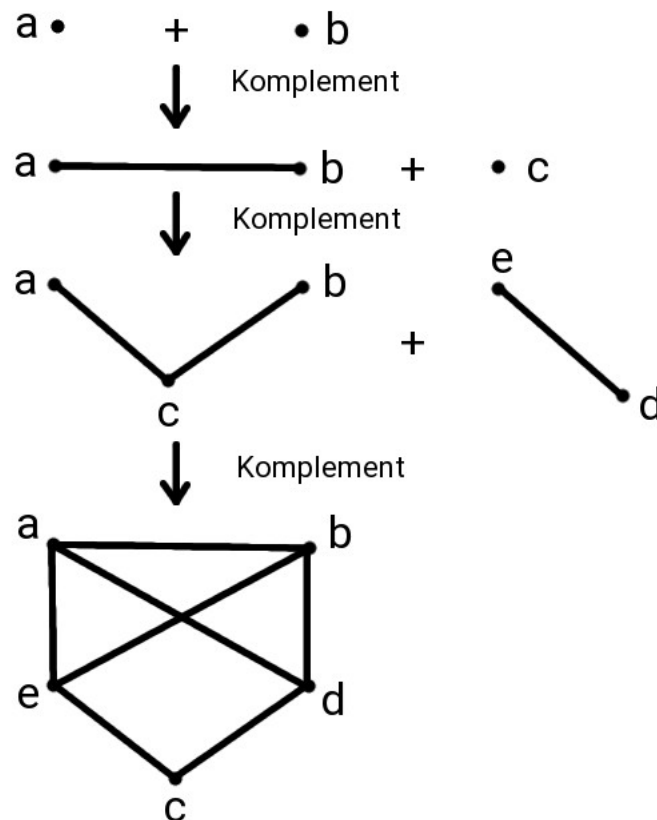 a + b
Komplement
a b + c
Komplement
a b e
+
c d
Komplement
a b
e d
c